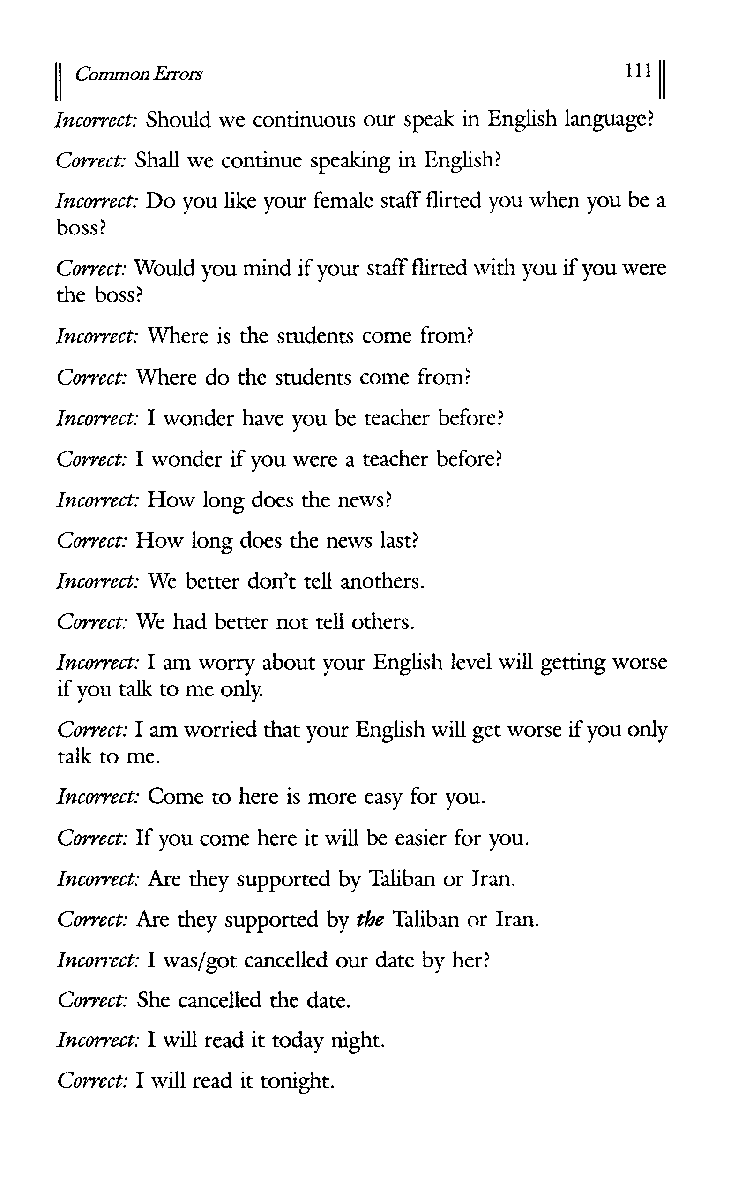 Common Errors 111
Incorrect: Should we continuous our speak in English language?
Correct: Shall we continue speaking in English?
Incorrect: Do you like your female staff flirted you when you be a
boss?
Correct: Would you mind if your staff flirted with you if you were
the boss?
Incorrect: Where is the students come from?
Correct: Where do the students come from?
Incorrect: I wonder have you be teacher before?
Correct: I wonder if you were a teacher before?
Incorrect: How long does the news?
Correct: How long does the news last?
Incorrect: We better don't tell anothers.
Correct: We had better not tell others.
Incorrect: I am worry about your English level will getting worse
if you talk to me only.
Correct: I am worried that your English will get worse if you only
talk to me.
Incorrect: Come to here is more easy for you.
Correct: If you come here it will be easier for you.
Incorrect: Are they supported by Taliban or Iran.
Correct: Are they supported by the Taliban or Iran.
Incorrect: I was/got cancelled our date by her?
Correct: She cancelled the date.
Incorrect: I will read it today night.
Correct: I will read it tonight.